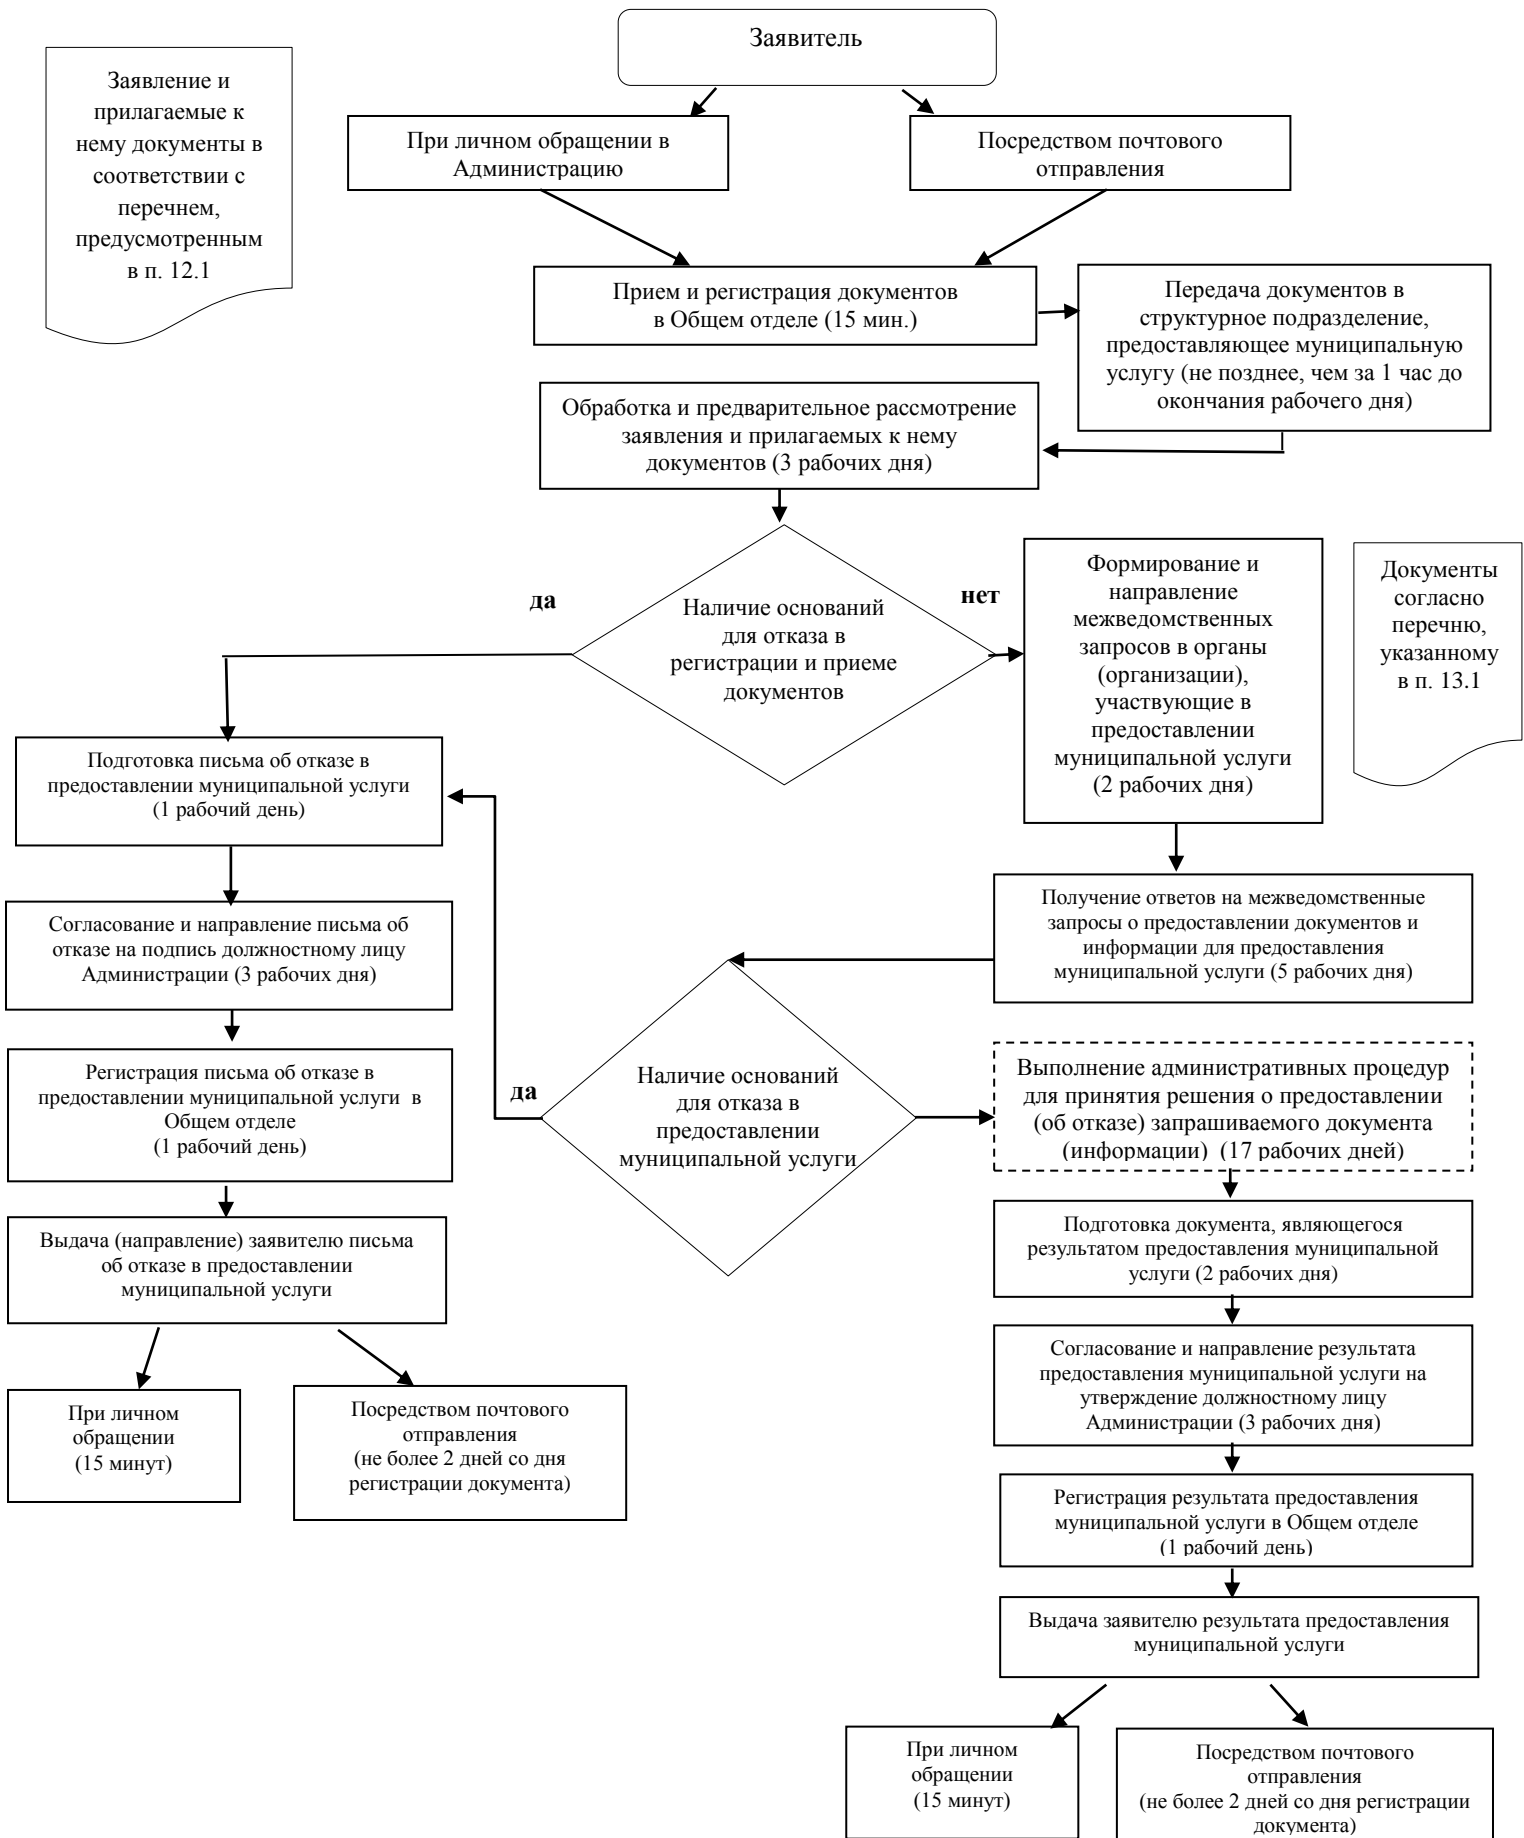 Заявитель
Заявление и
прилагаемые к
нему документы в
соответствии с
перечнем,
предусмотренным
в п. 12.1
При личном обращении в
Администрацию
Посредством почтового
отправления
Прием и регистрация документов
в Общем отделе (15 мин.)
Передача документов в
структурное подразделение,
предоставляющее муниципальную
услугу (не позднее, чем за 1 час до
окончания рабочего дня)
Обработка и предварительное рассмотрение
заявления и прилагаемых к нему
документов (3 рабочих дня)
да
Наличие оснований
для отказа в
регистрации и приеме
документов
нет
Формирование и
направление
межведомственных
запросов в органы
(организации),
участвующие в
предоставлении
муниципальной услуги
(2 рабочих дня)
Документы
согласно
перечню,
указанному
в п. 13.1
Подготовка письма об отказе в
предоставлении муниципальной услуги
(1 рабочий день)
Получение ответов на межведомственные
запросы о предоставлении документов и
информации для предоставления
муниципальной услуги (5 рабочих дня)
Согласование и направление письма об
отказе на подпись должностному лицу
Администрации (3 рабочих дня)
Регистрация письма об отказе в
предоставлении муниципальной услуги в
Общем отделе
(1 рабочий день)
да
Наличие оснований
для отказа в
предоставлении
муниципальной услуги
Выполнение административных процедур
для принятия решения о предоставлении
(об отказе) запрашиваемого документа
(информации) (17 рабочих дней)
Выдача (направление) заявителю письма
об отказе в предоставлении
муниципальной услуги
Подготовка документа, являющегося
результатом предоставления муниципальной
услуги (2 рабочих дня)
При личном
обращении
(15 минут)
Посредством почтового
отправления
(не более 2 дней со дня
регистрации документа)
Согласование и направление результата
предоставления муниципальной услуги на
утверждение должностному лицу
Администрации (3 рабочих дня)
Регистрация результата предоставления
муниципальной услуги в Общем отделе
(1 рабочий день)
Выдача заявителю результата предоставления
муниципальной услуги
При личном
обращении
(15 минут)
Посредством почтового
отправления
(не более 2 дней со дня регистрации
документа)